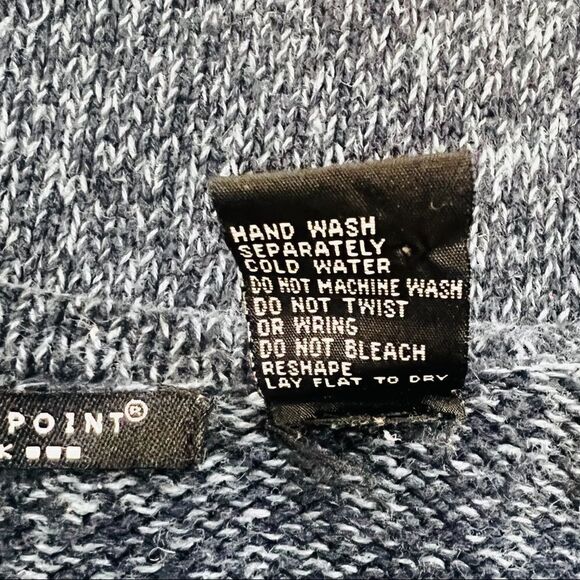 HAND WASH
SEPARATELY
COLD WATER
DO NOT MACHINE WASH
DO NOT TWIST
OR WRING
DO NOT BLEACH
RESHAPE
LAY FLAT TO DRY
POINT®